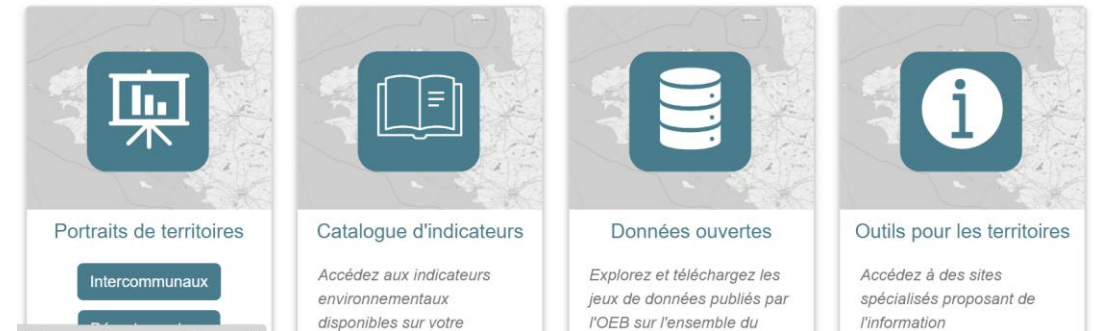 Portraits de territoires
Intercommunaux
Catalogue d'indicateurs
Accédez aux indicateurs
environnementaux
disponibles sur votre
Données ouvertes
Explorez et téléchargez les
jeux de données publiés par
l'OEB sur l'ensemble du
Outils pour les territoires
Accédez à des sites
spécialisés proposant de
l'information